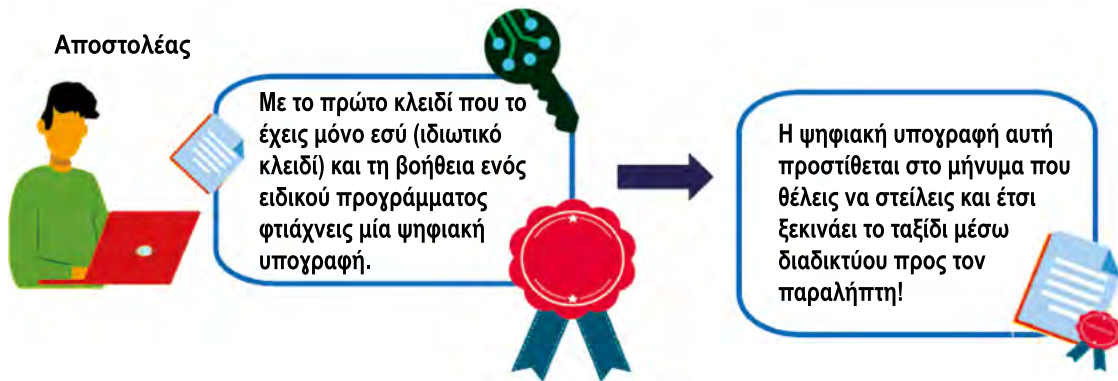 Αποστολέας
Με το πρώτο κλειδί που το
έχεις μόνο εσύ (ιδιωτικό
κλειδί) και τη βοήθεια ενός
ειδικού προγράμματος
φτιάχνεις μία ψηφιακή
υπογραφή.
Η ψηφιακή υπογραφή αυτή
προστίθεται στο μήνυμα που
θέλεις να στείλεις και έτσι
ξεκινάει το ταξίδι μέσω
διαδικτύου προς τον
παραλήπτη!